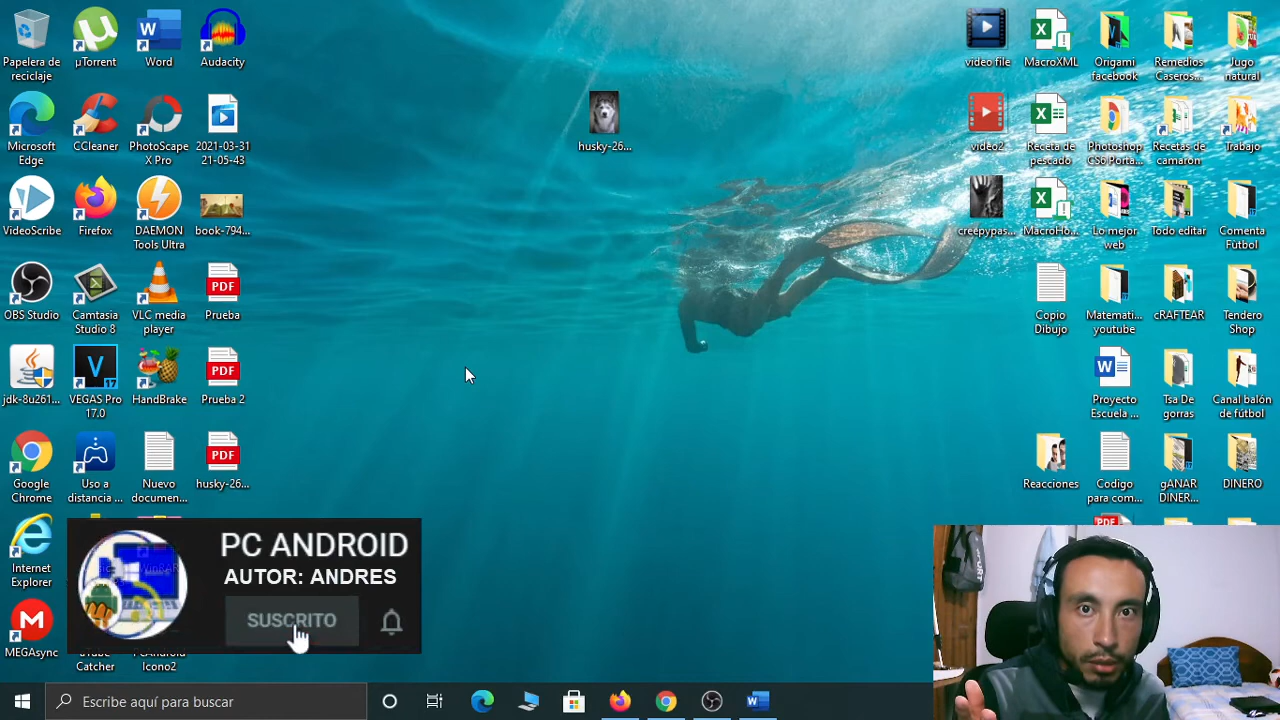 Papelera de
reciclaje
µTorrent
Word
Audacity
video file
MacroXML
Origami
facebook
Remedios
Caseros...
Jugo
natural
Microsoft
Edge
CCleaner
PhotoScape
X Pro
2021-03-31
21-05-43
husky-26...
video2
Receta de
pescado
Photoshop
CS6 Porta...
Recetas de
camarón
Trabajo
VideoScribe
Firefox
DAEMON
Tools Ultra
book-794...
creepypas...
MacroHo...
Lo mejor
web
Todo editar
Comenta
Futbol
OBS Studio
Camtasia
Studio 8
VLC media
player
PDF
Prueba
Copio
Dibujo
Matemati...
youtube
cRAFTEAR
Tendero
Shop
jdk-8u261...
VEGAS Pro
17.0
HandBrake
PDF
Prueba 2
Proyecto
Escuela ...
Tsa De
gorras
Canal balón
de fútbol
Google
Chrome
Uso a
distancia ...
Nuevo
documen...
PDF
husky-26...
Reacciones
Codigo
para com...
gANAR
DINER...
DINERO
Internet
Explorer
PC ANDROID
AUTOR: ANDRES
SUSCRITO
MEGAsync
Catcher
PCAndroid
Icono2
Escribe aquí para buscar